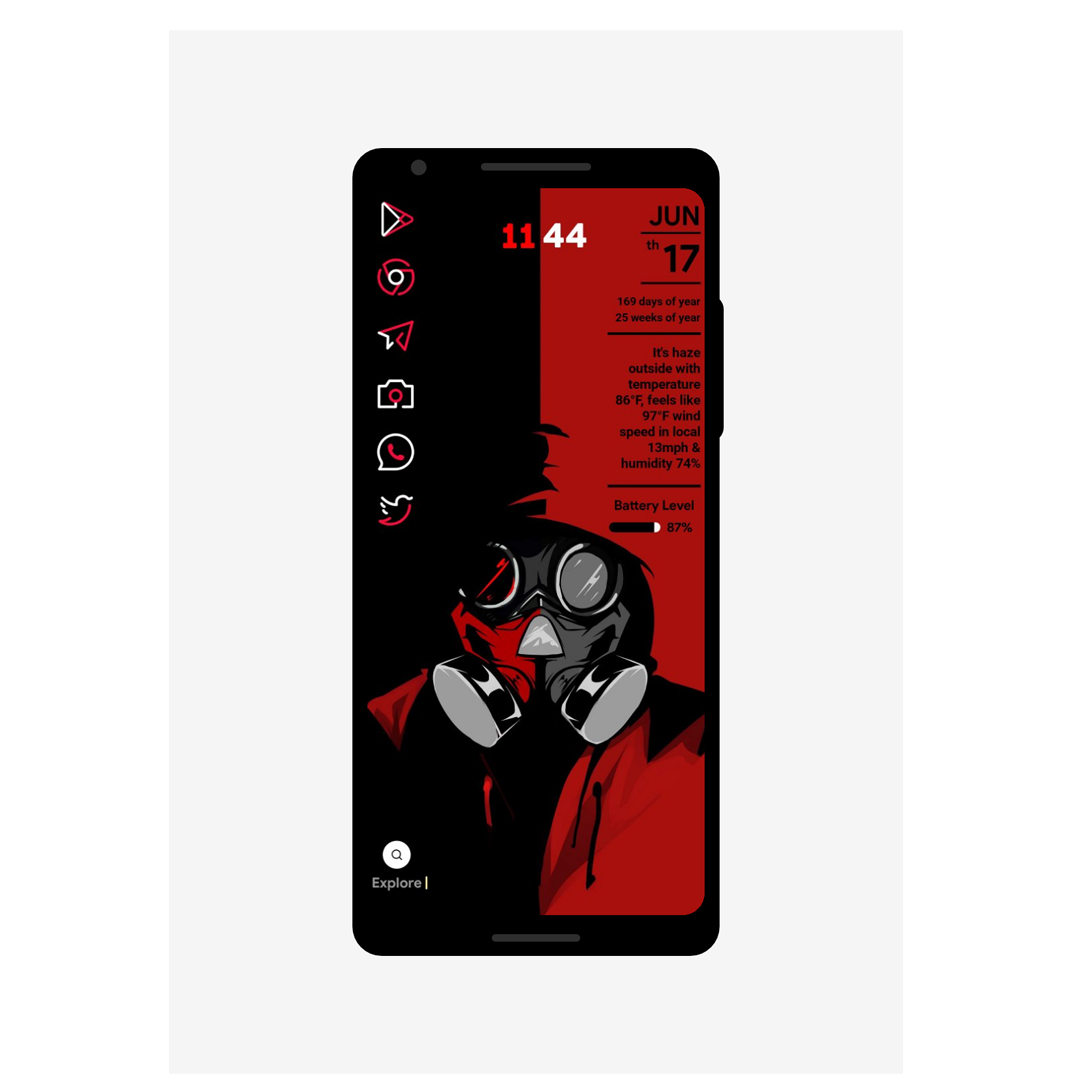 11 44
JUN
th 17
169 days of year
25 weeks of year
It's haze
outside with
temperature
86°F, feels like
97°F wind
speed in local
13mph &
humidity 74%
Battery Level
87%
Explore